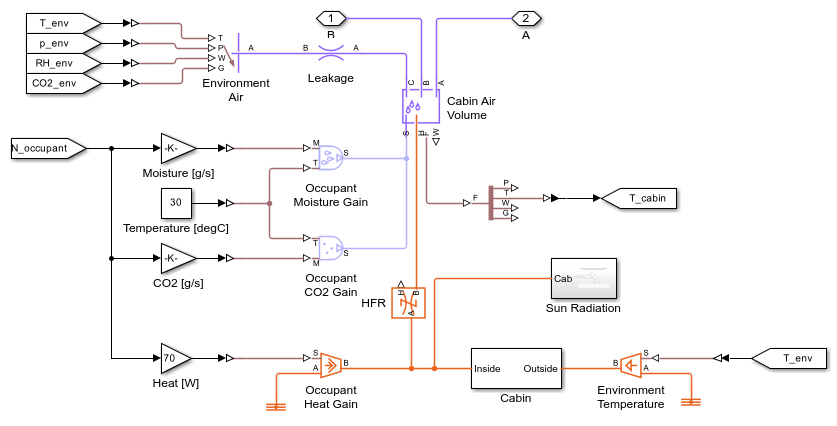 1
B
2
A
T_env
p_env
RH_env
CO2_env
T
P
W
G
A
Environment
Air
B
A
Leakage
C
B
A
Cabin Air
Volume
S
H
F
W
N_occupant
-K-
Moisture [g/s]
M
T
S
Occupant
Moisture Gain
30
Temperature [degC]
-K-
CO2 [g/s]
T
M
S
Occupant
CO2 Gain
F
P
T
W
G
T_cabin
HFR
H
B
A
Cab
Sun Radiation
70
Heat [W]
S
A
B
Occupant
Heat Gain
Inside
Outside
Cabin
B
S
A
Environment
Temperature
T_env